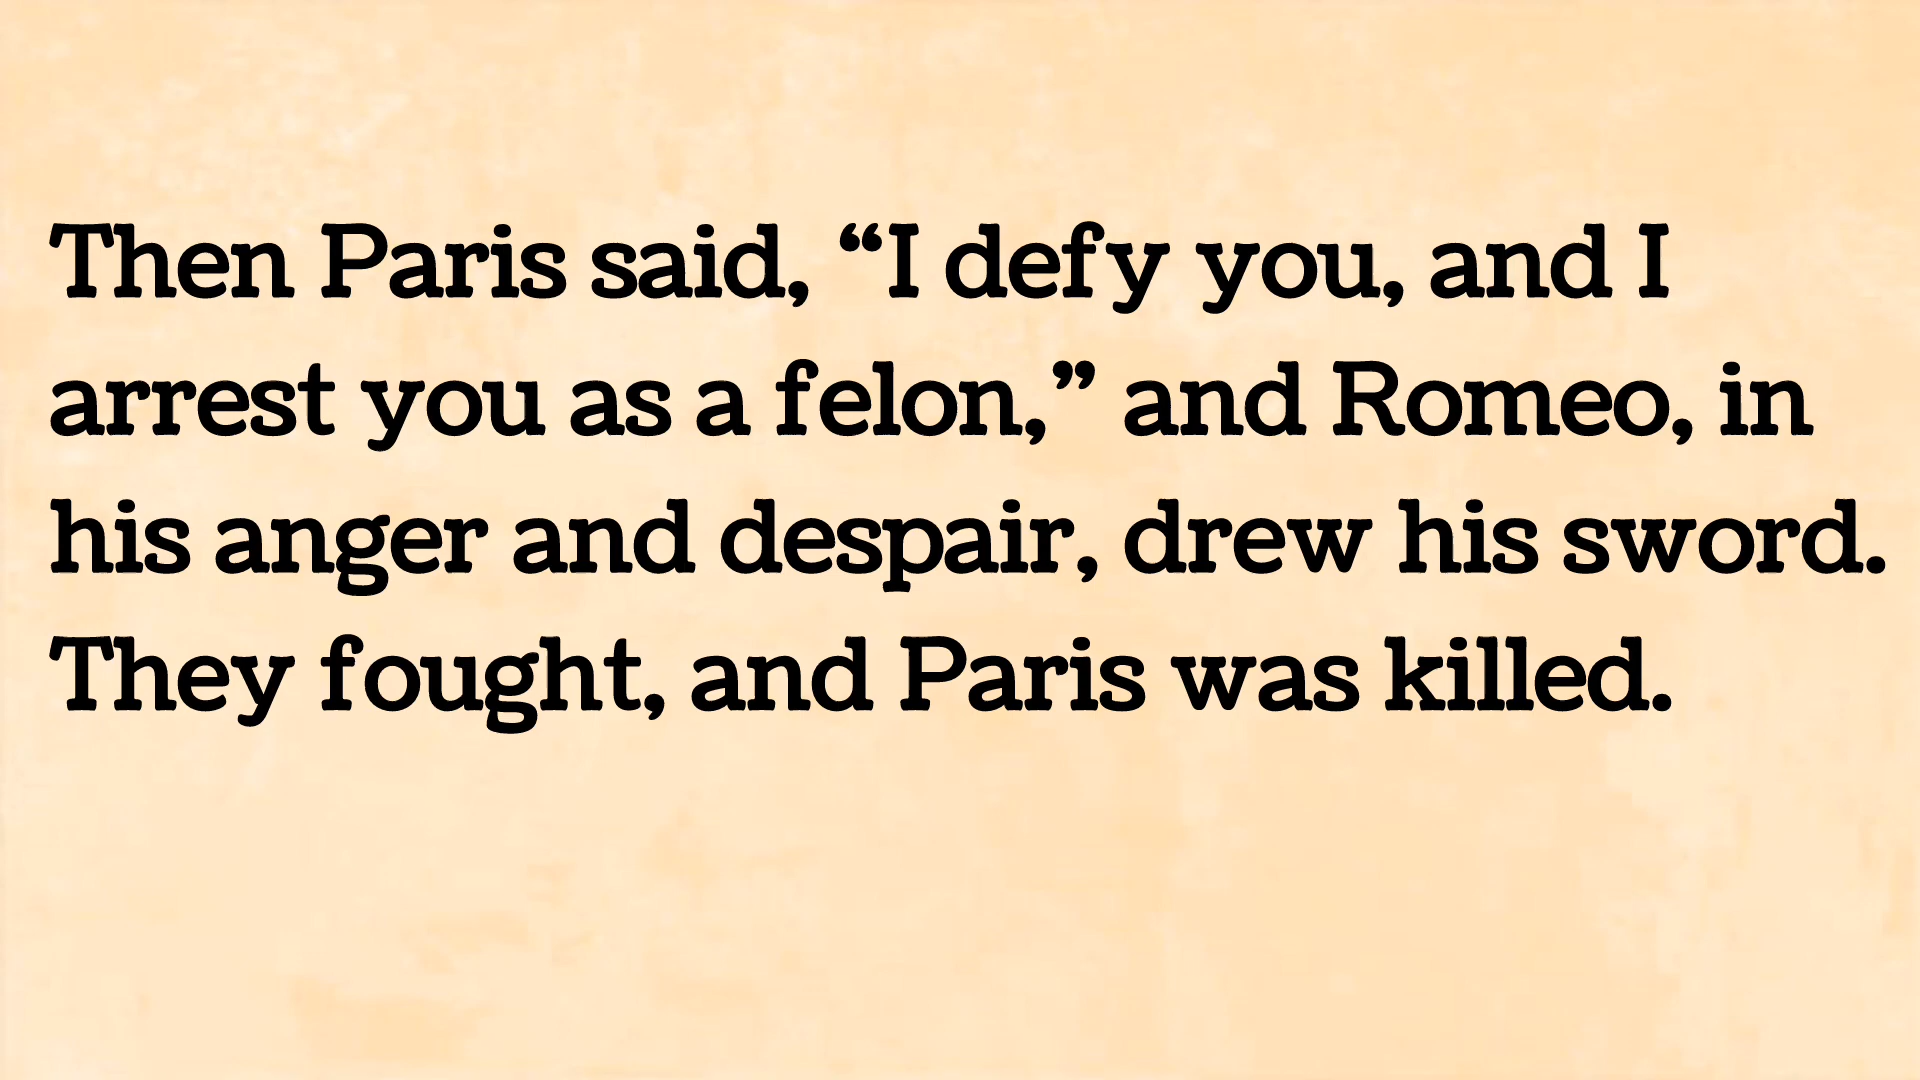 Then Paris said, “I defy you, and I
arrest you as a felon,” and Romeo, in
his anger and despair, drew his sword.
They fought, and Paris was killed.